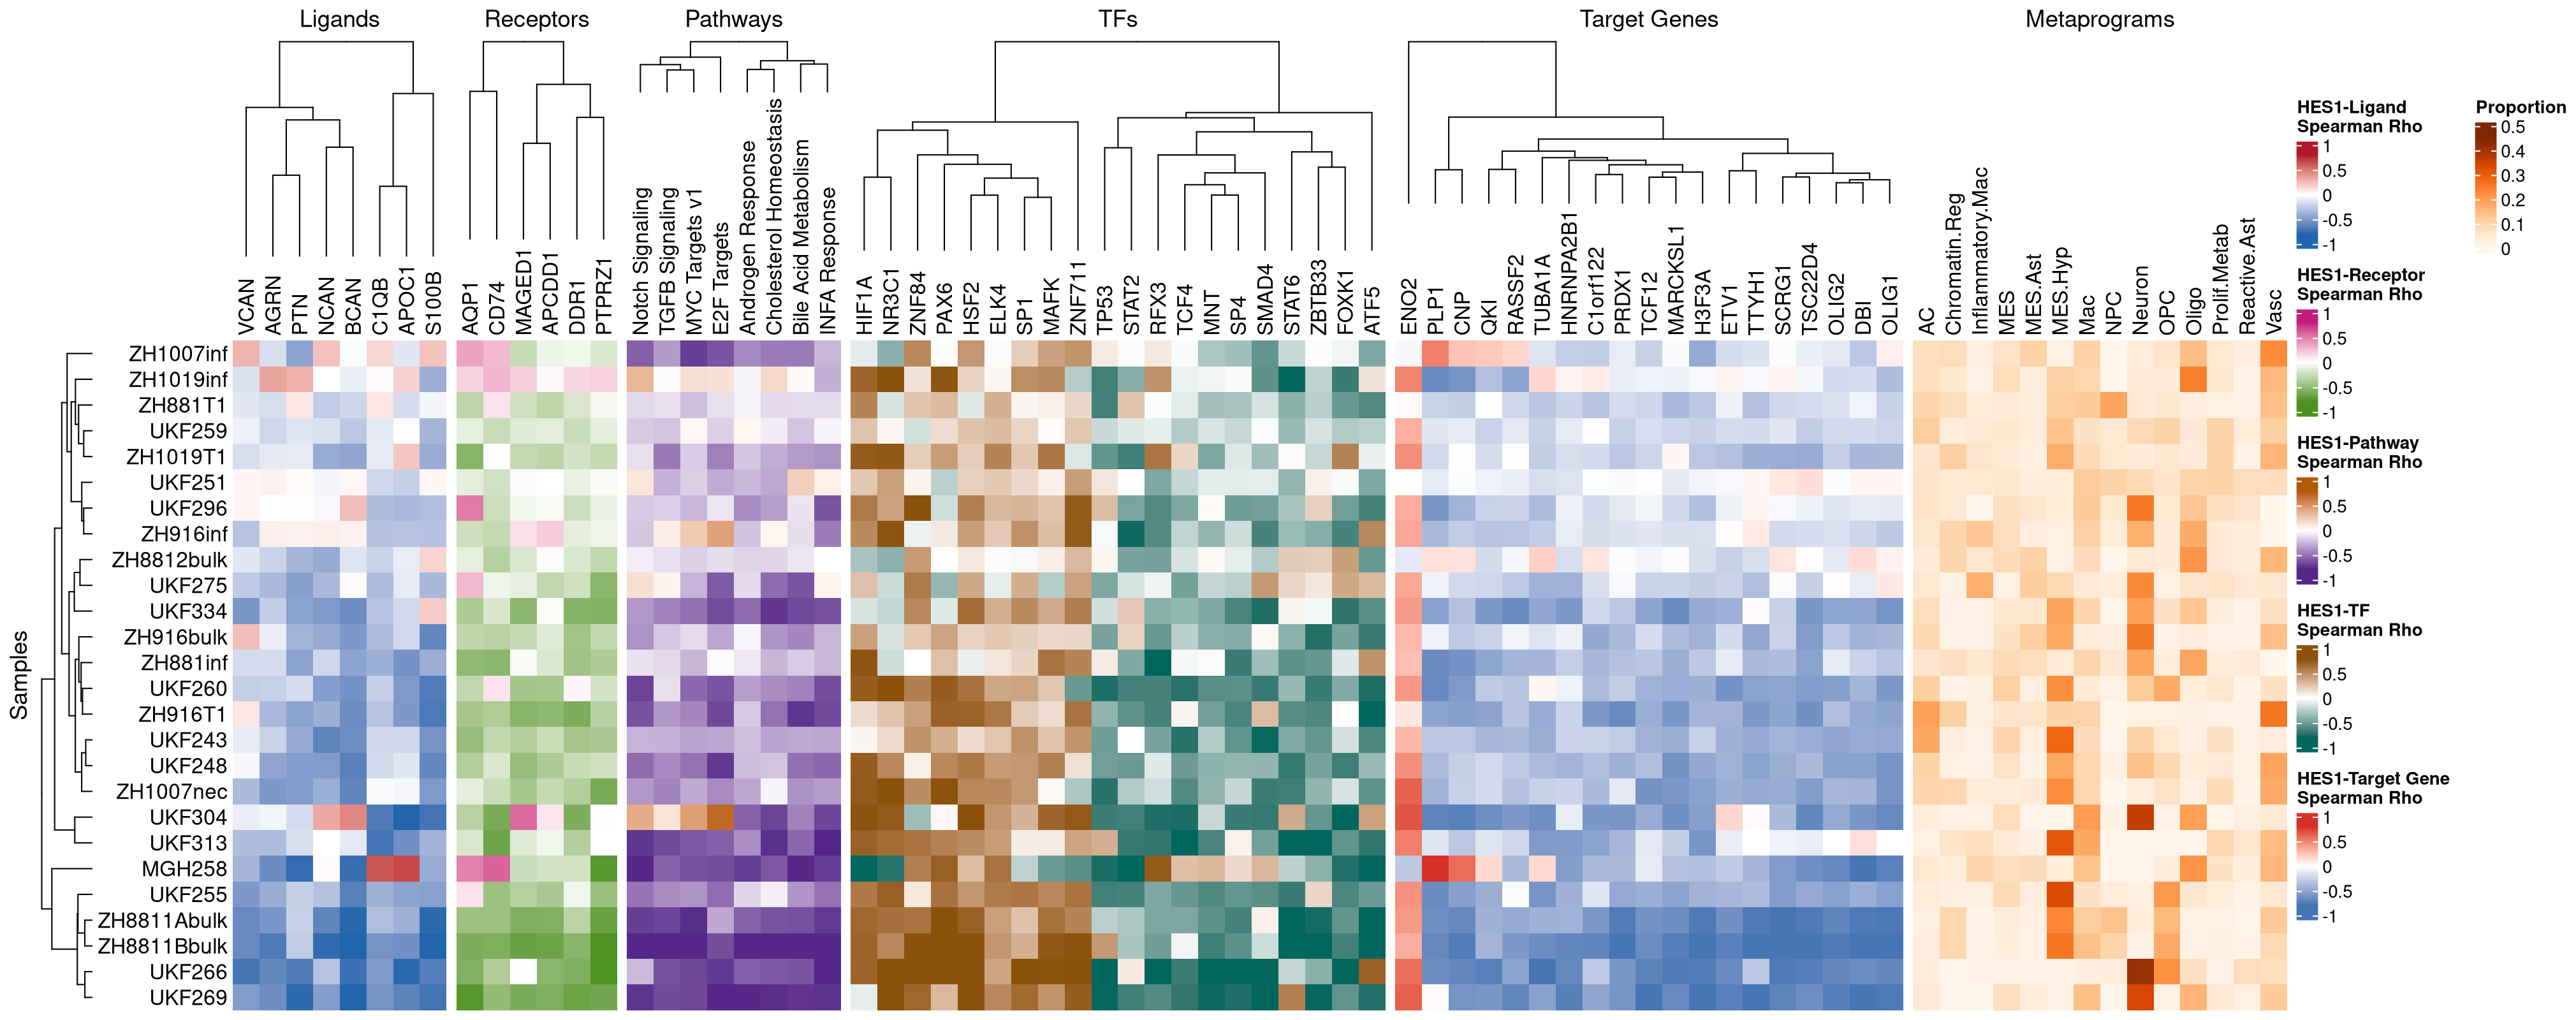 Ligands
Receptors
Pathways
TFs
Target Genes
Metaprograms
VCAN
AGRN
PTN
NCAN
BCAN
C1QB
APOC1
S100B
AQP1
CD74
MAGED1
APCDD1
DDR1
PTPRZ1
Notch Signaling
TGFB Signaling
MYC Targets v1
E2F Targets
Androgen Response
Cholesterol Homeostasis
Bile Acid Metabolism
INFA Response
HIF1A
NR3C1
ZNF84
PAX6
HSF2
ELK4
SP1
MAFK
ZNF711
TP53
STAT2
RFX3
TCF4
MNT
SP4
SMAD4
STAT6
ZBTB33
FOXK1
ATF5
ENO2
PLP1
CNP
QKI
RASSF2
TUBA1A
HNRNPA2B1
C1orf122
PRDX1
TCF12
MARCKSL1
H3F3A
ETV1
TTYH1
SCRG1
TSC22D4
OLIG2
DBI
OLIG1
AC
Chromatin.Reg
Inflammatory.Mac
MES
MES.Ast
MES.Hyp
Mac
NPC
Neuron
OPC
Oligo
Prolif.Metab
Reactive.Ast
Vasc
Samples
ZH1007inf
ZH1019inf
ZH881T1
UKF259
ZH1019T1
UKF251
UKF296
ZH916inf
ZH8812bulk
UKF275
UKF334
ZH916bulk
ZH881inf
UKF260
ZH916T1
UKF243
UKF248
ZH1007nec
UKF304
UKF313
MGH258
UKF255
ZH8811Abulk
ZH8811Bbulk
UKF266
UKF269
HES1-Ligand
Spearman Rho
1
0.5
0
-0.5
-1
HES1-Receptor
Spearman Rho
1
0.5
0
-0.5
-1
HES1-Pathway
Spearman Rho
1
0.5
0
-0.5
-1
HES1-TF
Spearman Rho
1
0.5
0
-0.5
-1
HES1-Target Gene
Spearman Rho
1
0.5
0
-0.5
-1
Proportion
0.5
0.4
0.3
0.2
0.1
0